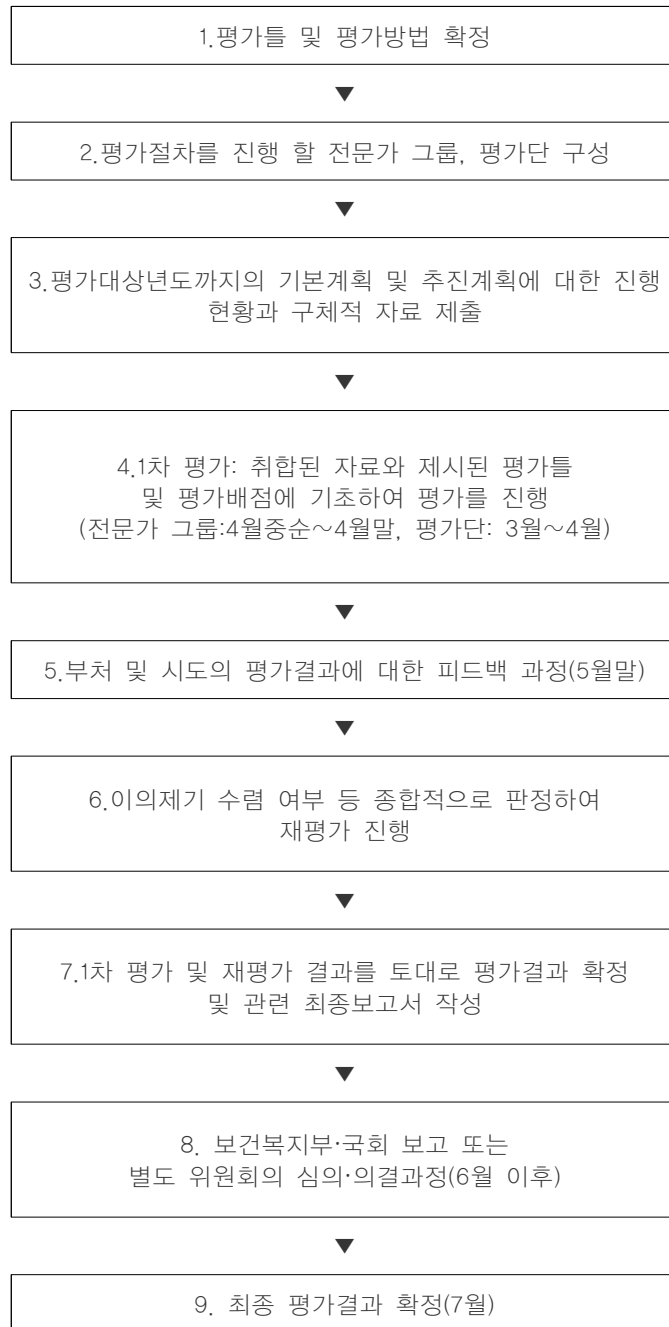 1.평가틀 및 평가방법 확정
▼
2.평가절차를 진행 할 전문가 그룹, 평가단 구성
▼
3.평가대상년도까지의 기본계획 및 추진계획에 대한 진행
현황과 구체적 자료 제출
▼
4.1차 평가: 취합된 자료와 제시된 평가틀
및 평가배점에 기초하여 평가를 진행
(전문가 그룹:4월중순～4월말, 평가단: 3월～4월)
▼
5.부처 및 시도의 평가결과에 대한 피드백 과정(5월말)
▼
6.이의제기 수렴 여부 등 종합적으로 판정하여
재평가 진행
▼
7.1차 평가 및 재평가 결과를 토대로 평가결과 확정
및 관련 최종보고서 작성
▼
8. 보건복지부·국회 보고 또는
별도 위원회의 심의·의결과정(6월 이후)
▼
9. 최종 평가결과 확정(7월)